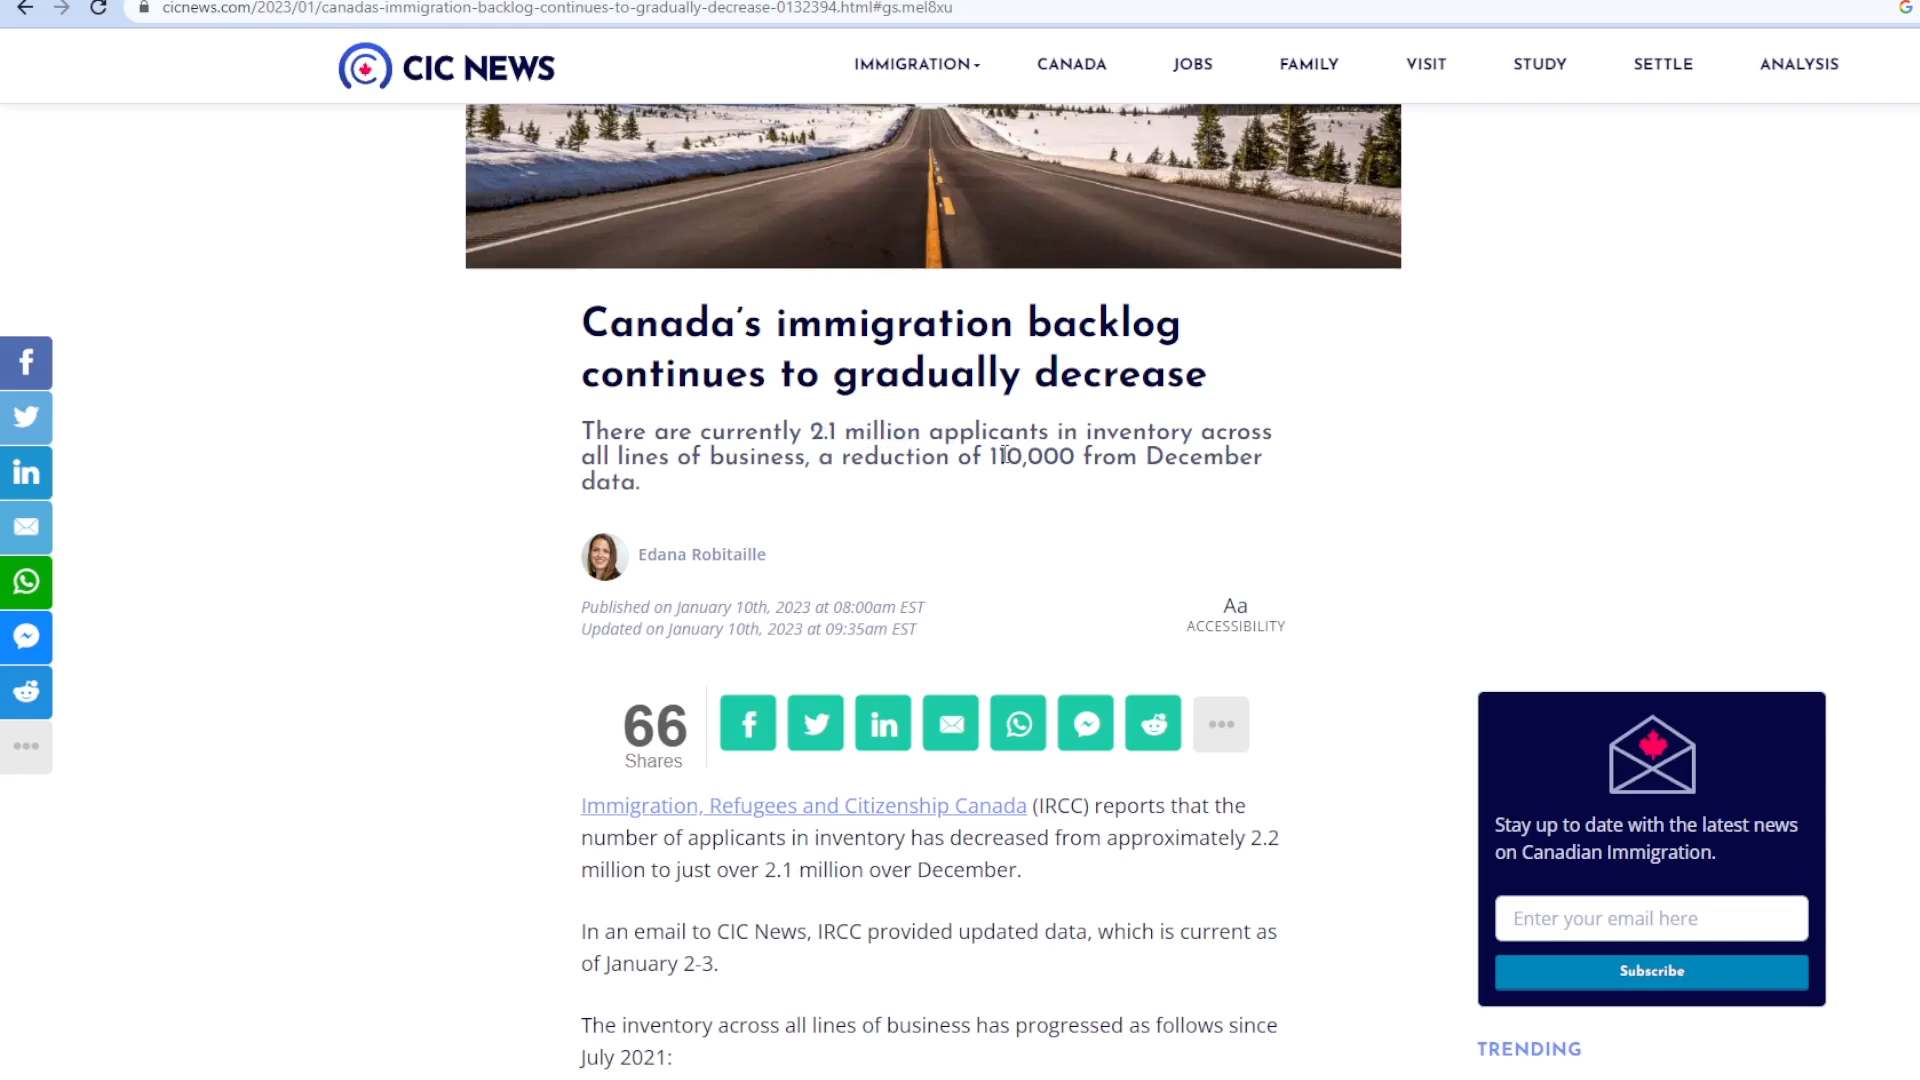 cicnews.com/2023/01/canadas-immigration-backlog-continues-to-gradually-decrease-0132394.html#gs.mel8xu
CIC NEWS
IMMIGRATION CANADA JOBS FAMILY VISIT STUDY SETTLE ANALYSIS
Canada's immigration backlog
continues to gradually decrease
There are currently 2.1 million applicants in inventory across
all lines of business, a reduction of 110,000 from December
data.
Edana Robitaille
Published on January 10th, 2023 at 08:00am EST
Updated on January 10th, 2023 at 09:35am EST
Aa
ACCESSIBILITY
66
Shares
Immigration, Refugees and Citizenship Canada (IRCC) reports that the
number of applicants in inventory has decreased from approximately 2.2
million to just over 2.1 million over December.
In an email to CIC News, IRCC provided updated data, which is current as
of January 2-3.
The inventory across all lines of business has progressed as follows since
July 2021:
Stay up to date with the latest news
on Canadian Immigration.
Enter your email here
Subscribe
TRENDING